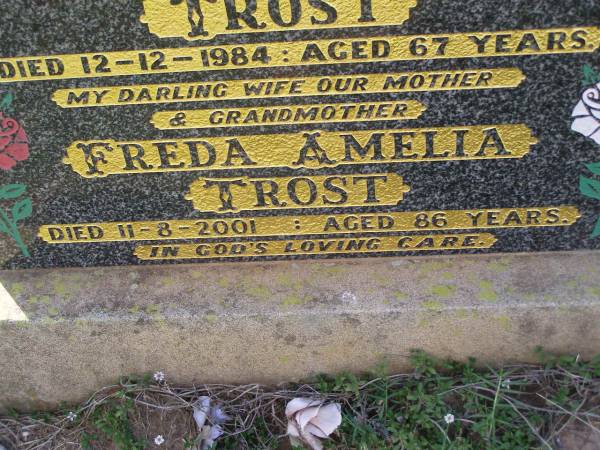 TROST
DIED 12-12-1984 : AGED 67 YEARS.
MY DARLING WIFE OUR MOTHER
& GRANDMOTHER
FREDA AMELIA
TROST
DIED 11-8-2001 : AGED 86 YEARS.
IN GOD'S LOVING CARE.